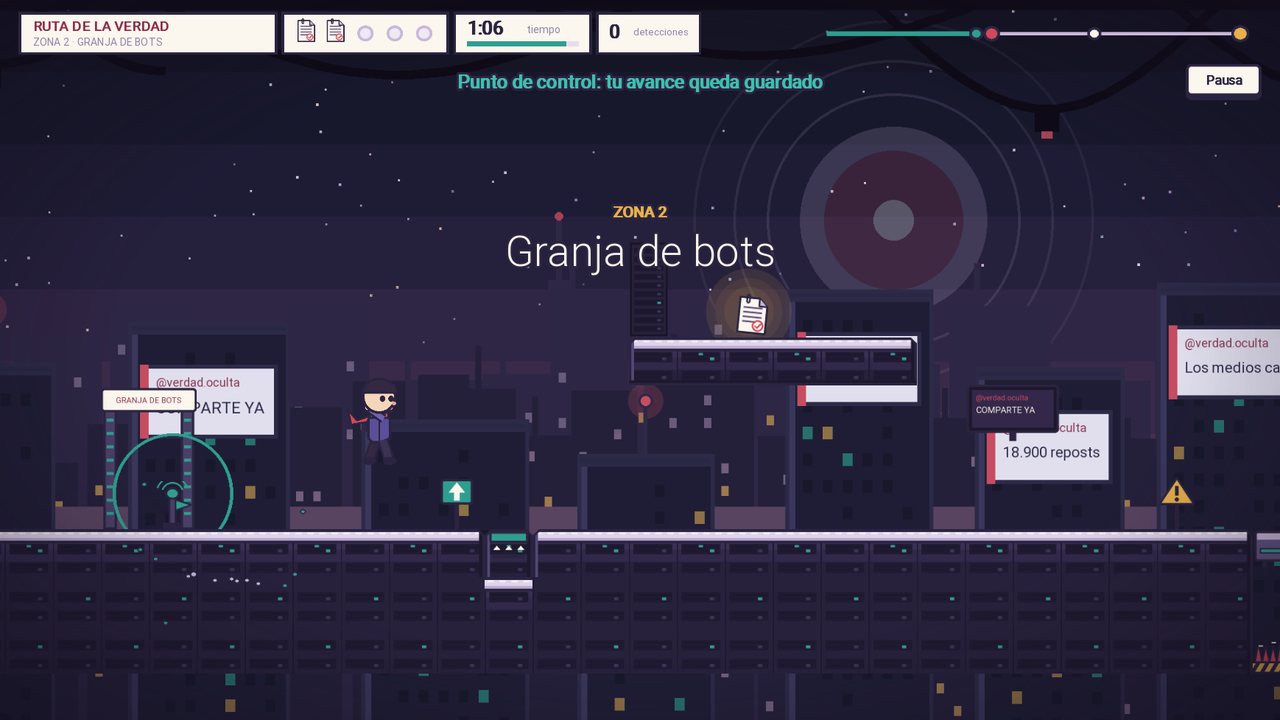 RUTA DE LA VERDAD
ZONA 2 · GRANJA DE BOTS
1:06
tiempo
0
detecciones
Punto de control: tu avance queda guardado
Pausa
ZONA 2
Granja de bots
@verdad.oculta
PARTE YA
GRANJA DE BOTS
@verdad.oculta
COMPARTE YA
culta
18.900 reposts
@verdad.oculta
Los medios ca